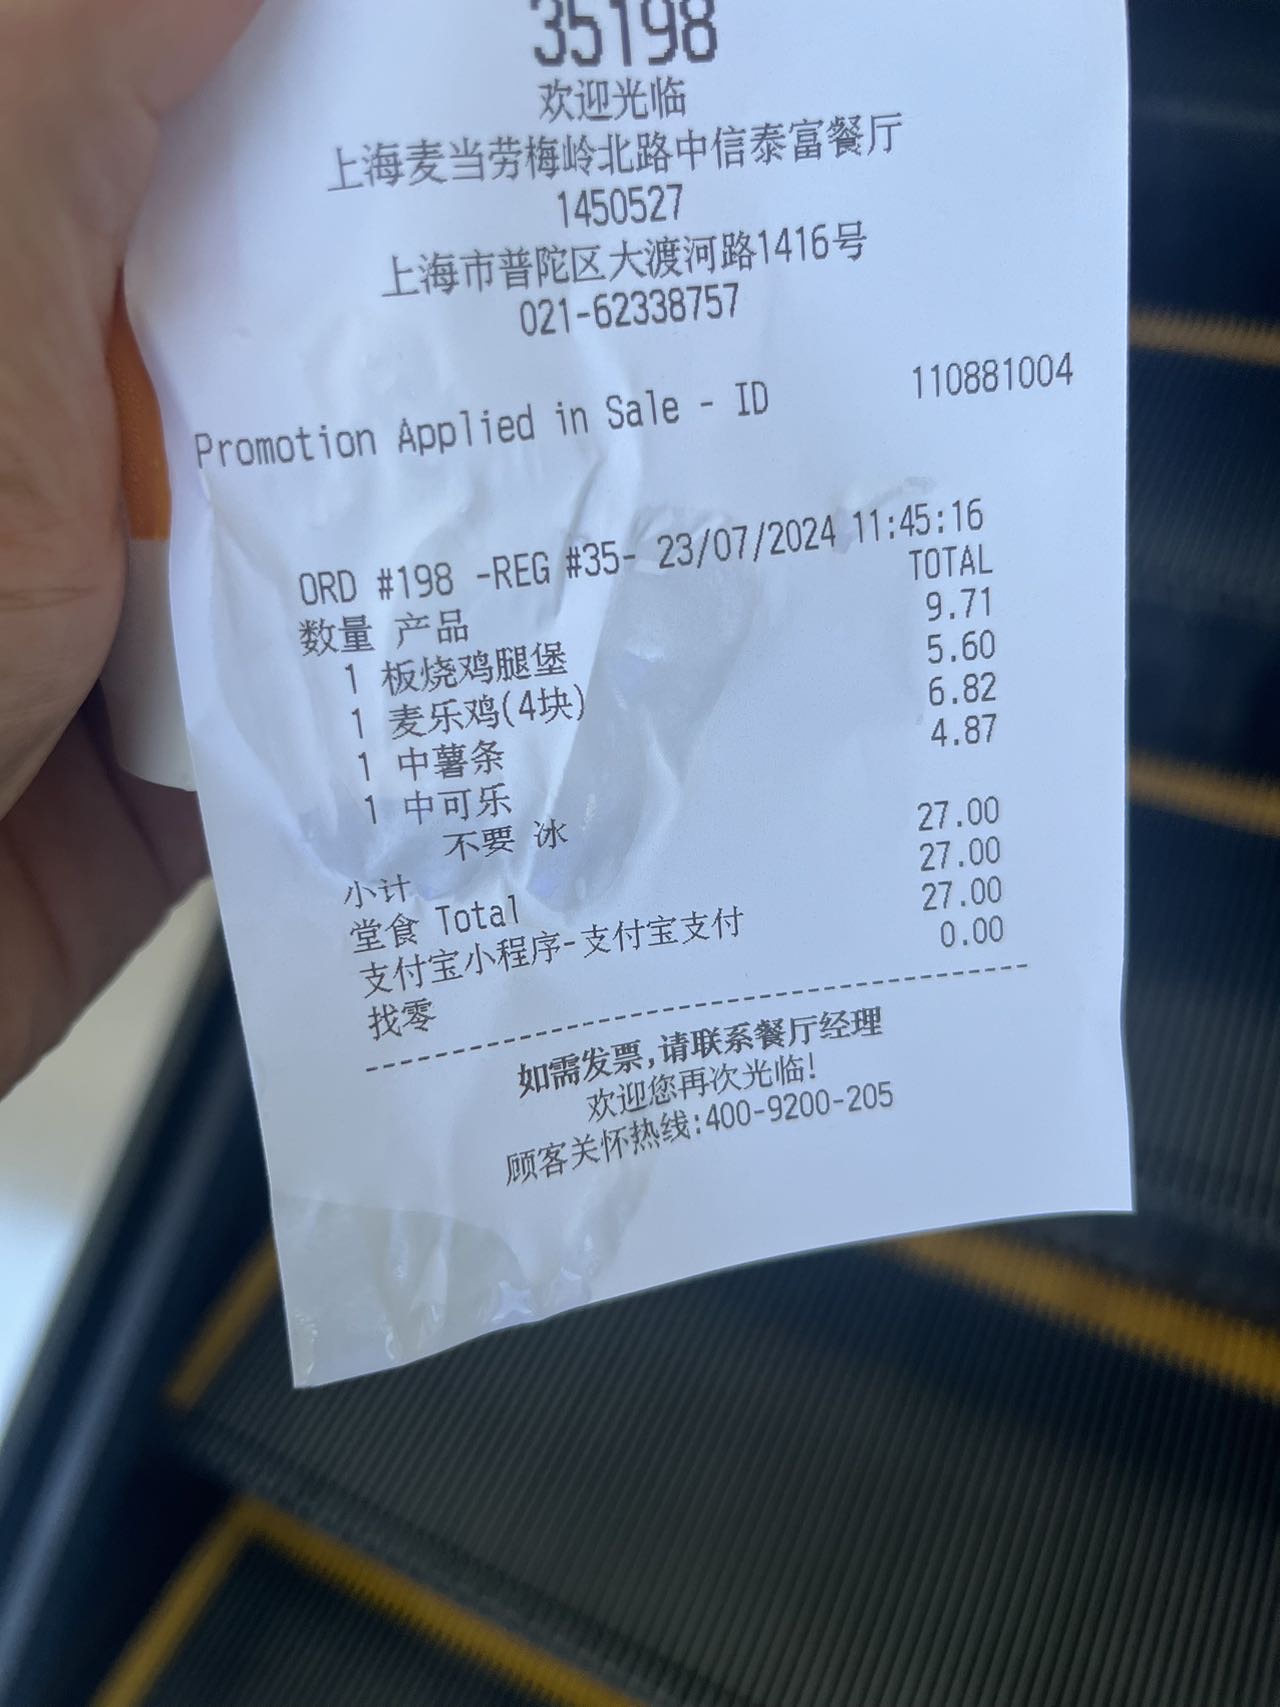 35198
欢迎光临
上海麦当劳梅岭北路中信泰富餐厅
1450527
上海市普陀区大渡河路1416号
021-62338757
Promotion Applied in Sale - ID 110881004
ORD #198 -REG #35- 23/07/2024 11:45:16
数量 产品 TOTAL
1 板烧鸡腿堡 9.71
1 麦乐鸡(4块) 5.60
1 中薯条 6.82
1 中可乐 4.87
不要 冰
小计 27.00
堂食 Total 27.00
支付宝小程序-支付宝支付 27.00
找零 0.00
如需发票,请联系餐厅经理
欢迎您再次光临!
顾客关怀热线:400-9200-205